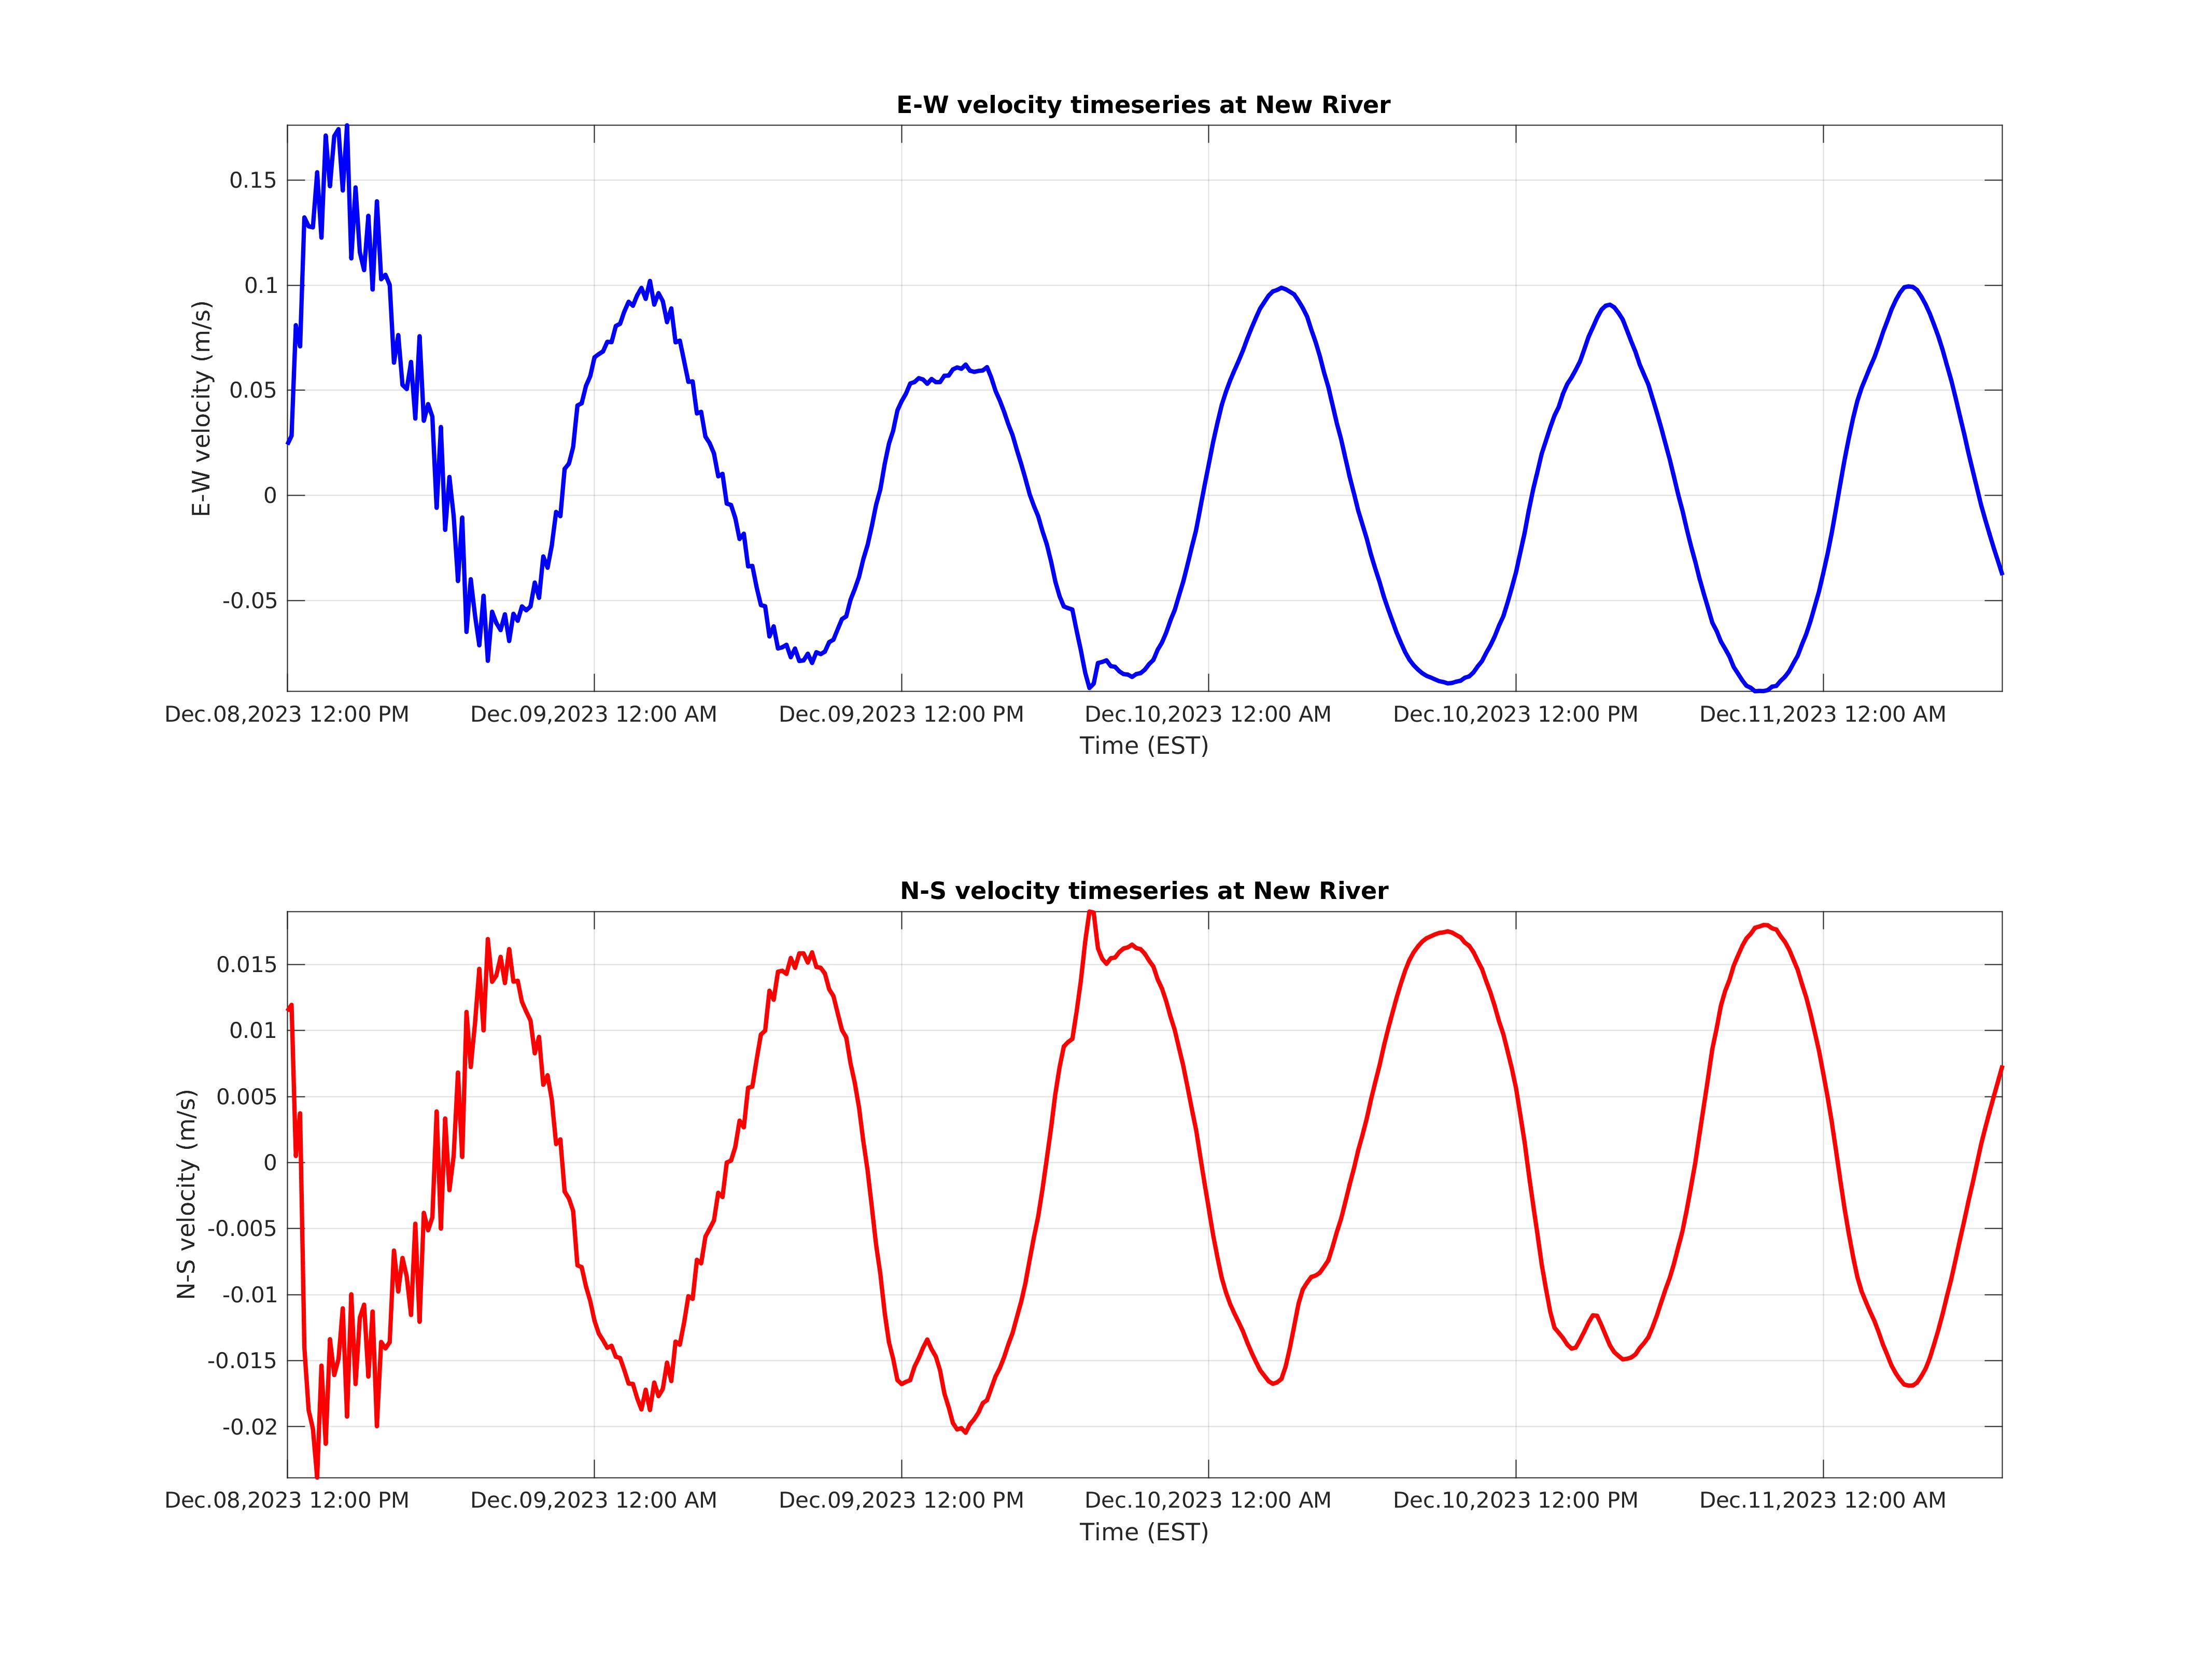 E-W velocity timeseries at New River
E-W velocity (m/s)
0.15
0.1
0.05
0
-0.05
Dec.08,2023 12:00 PM
Dec.09,2023 12:00 AM
Dec.09,2023 12:00 PM
Dec.10,2023 12:00 AM
Dec.10,2023 12:00 PM
Dec.11,2023 12:00 AM
Time (EST)
N-S velocity timeseries at New River
N-S velocity (m/s)
0.015
0.01
0.005
0
-0.005
-0.01
-0.015
-0.02
Dec.08,2023 12:00 PM
Dec.09,2023 12:00 AM
Dec.09,2023 12:00 PM
Dec.10,2023 12:00 AM
Dec.10,2023 12:00 PM
Dec.11,2023 12:00 AM
Time (EST)